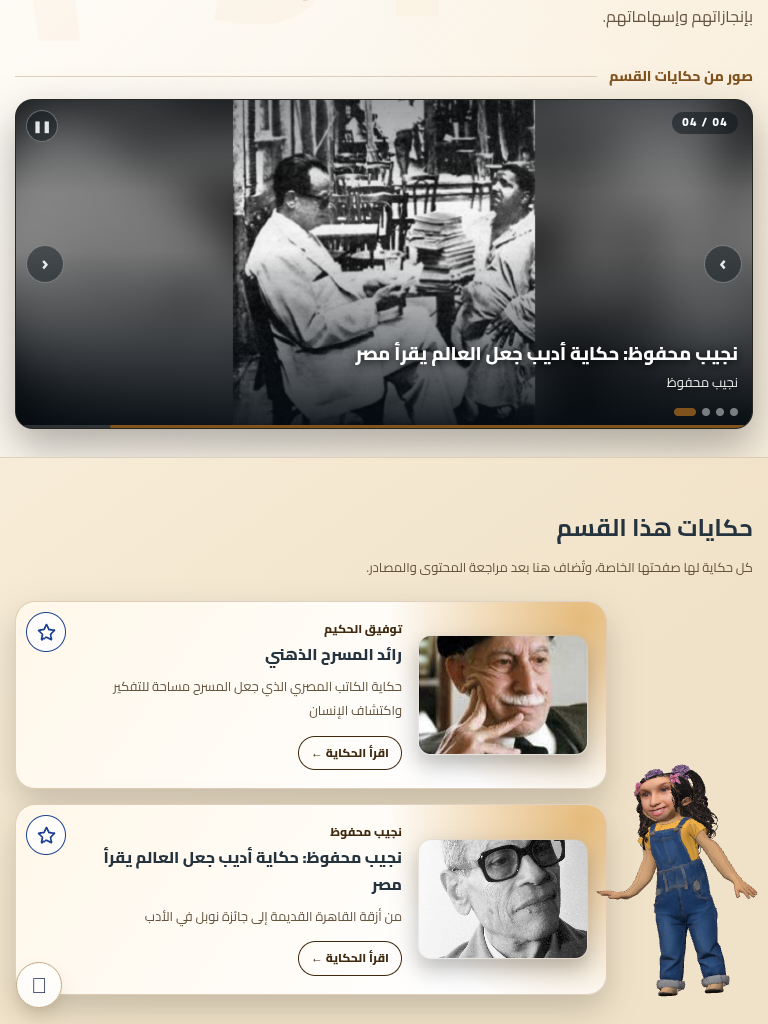 بإنجازاتهم وإسهاماتهم.
صور من حكايات القسم
04 / 04
نجيب محفوظ: حكاية أديب جعل العالم يقرأ مصر
نجيب محفوظ
حكايات هذا القسم
كل حكاية لها صفحتها الخاصة، وتُضاف هنا بعد مراجعة المحتوى والمصادر.
توفيق الحكيم
رائد المسرح الذهني
حكاية الكاتب المصري الذي جعل المسرح مساحة للتفكير
واكتشاف الإنسان
اقرأ الحكاية ←
نجيب محفوظ
نجيب محفوظ: حكاية أديب جعل العالم يقرأ
مصر
من أزقة القاهرة القديمة إلى جائزة نوبل في الأدب
اقرأ الحكاية ←